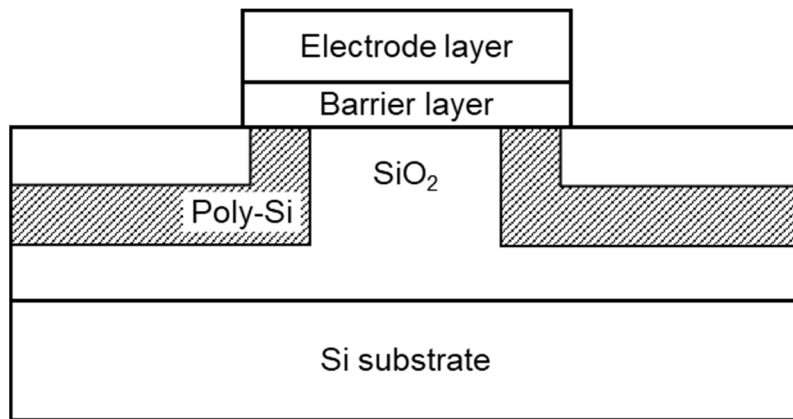 Electrode layer
Barrier layer
SiO₂
Poly-Si
Si substrate